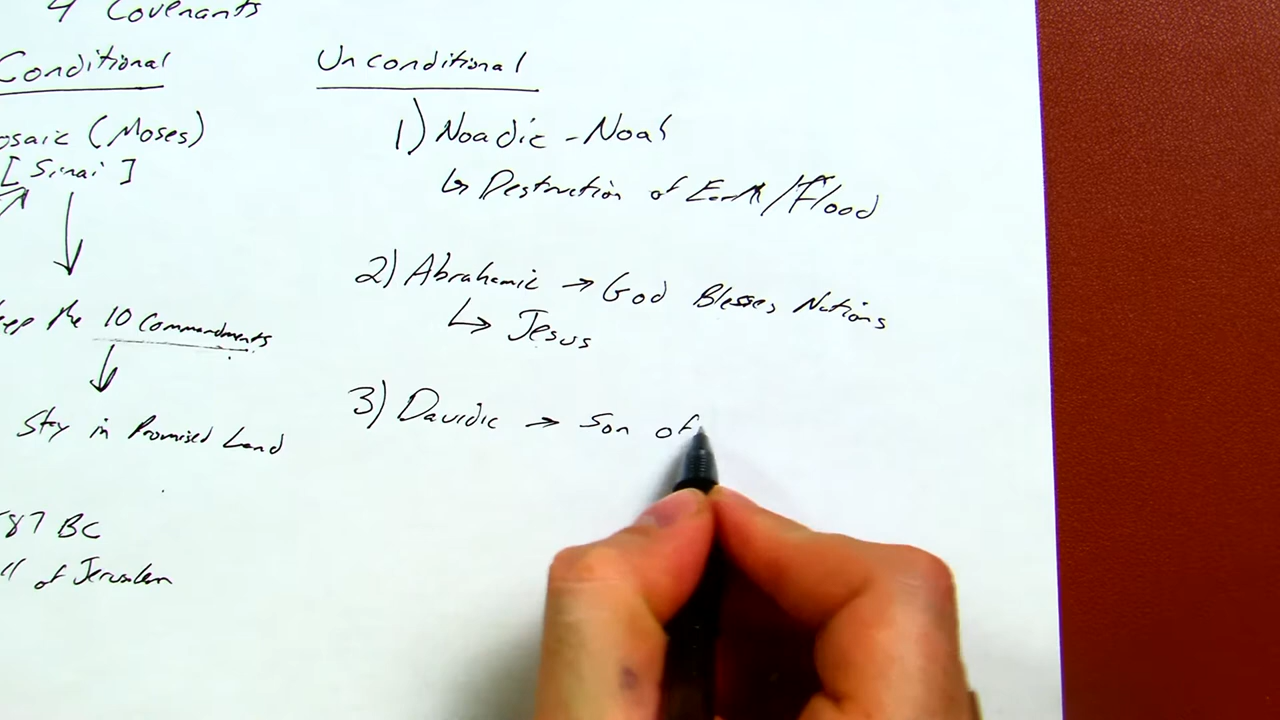 4 Covenants
Conditional
osaic (Moses)
[Sinai]
eep the 10 Commandments
Stay in Promised Land
587 BC
ll of Jerusalem
Unconditional
1) Noadic - Noah
↳ Destruction of Earth/Flood
2) Abrahamic → God Blesses Nations
↳ Jesus
3) Davidic → Son of